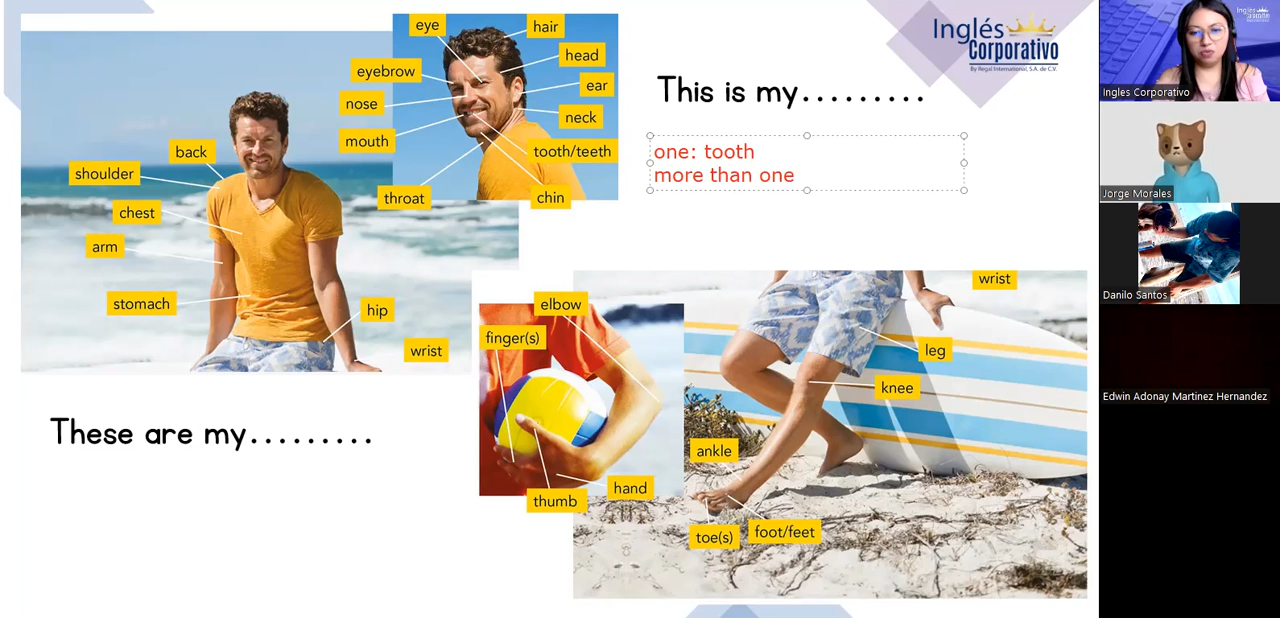 eye
hair
head
eyebrow
ear
nose
neck
mouth
tooth/teeth
throat
chin
back
shoulder
chest
arm
stomach
hip
wrist
Inglés
Corporativo
By Regal International, S.A. de C.V.
This is my.........
one: tooth
more than one
These are my.........
elbow
finger(s)
thumb
hand
wrist
leg
knee
ankle
toe(s)
foot/feet
Ingles Corporativo
Jorge Morales
Danilo Santos
Edwin Adonay Martinez Hernandez